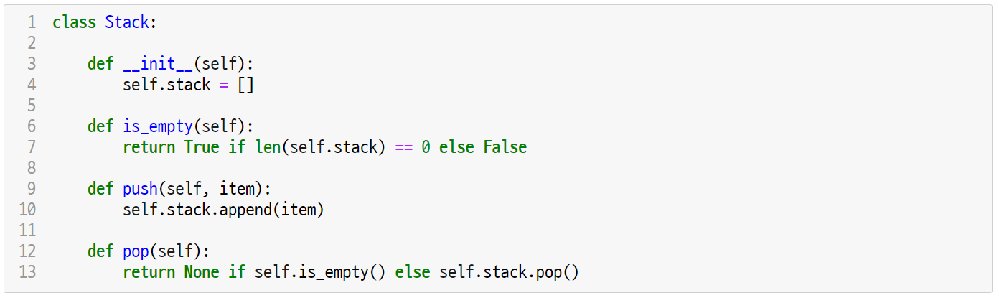 1 class Stack:
2
3     def __init__(self):
4         self.stack = []
5
6     def is_empty(self):
7         return True if len(self.stack) == 0 else False
8
9     def push(self, item):
10         self.stack.append(item)
11
12     def pop(self):
13         return None if self.is_empty() else self.stack.pop()